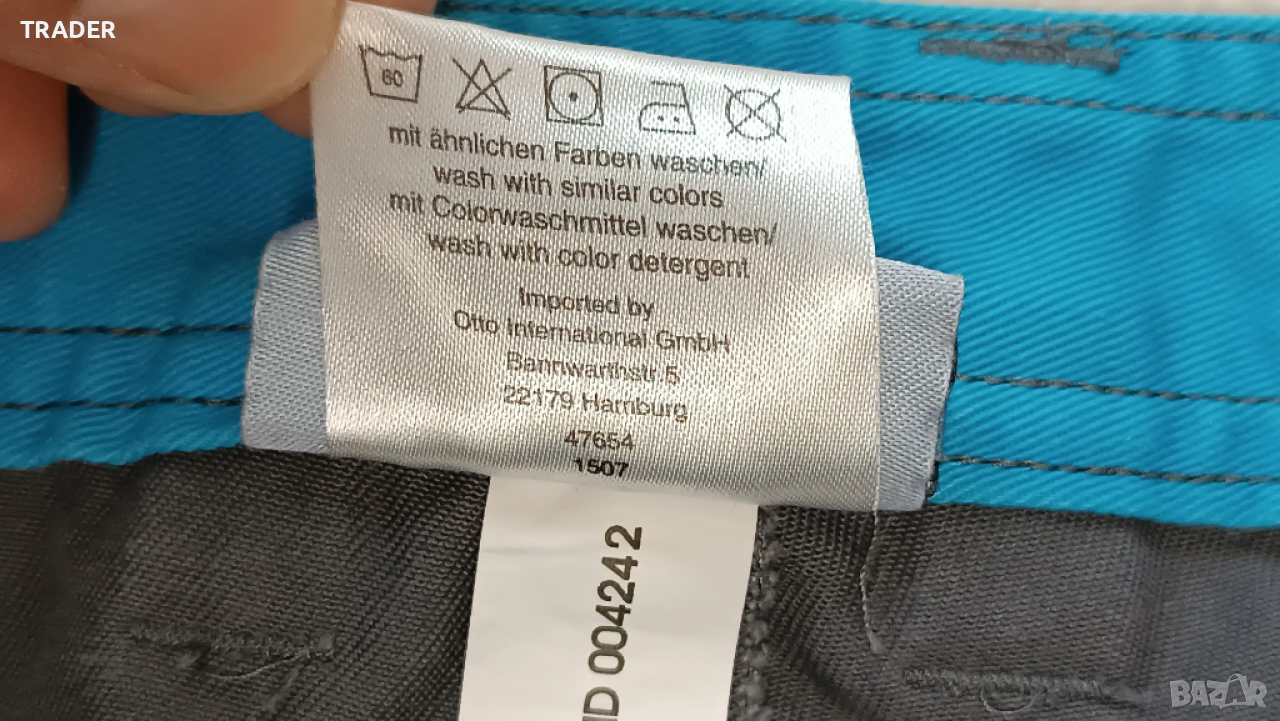 TRADER
60
mit ähnlichen Farben waschen/
wash with similar colors
mit Colorwaschmittel waschen/
wash with color detergent
Imported by
Otto International GmbH
Bannwarthstr.5
22179 Hamburg
47654
1507
ID 004242
BAZAR